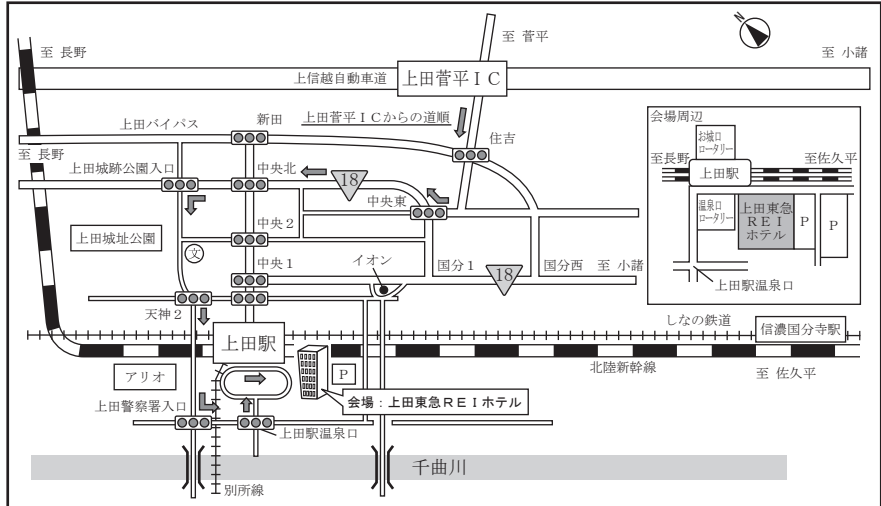 N
至 長野
至 菅平
至 小諸
上信越自動車道
上田菅平ＩＣ
上田バイパス
新田
上田菅平ＩＣからの道順
住吉
至 長野
上田城跡公園入口
中央北
18
中央東
上田城址公園
文
中央２
中央１
イオン
国分１
18
国分西
至 小諸
天神２
しなの鉄道
信濃国分寺駅
上田駅
北陸新幹線
至 佐久平
アリオ
P
会場：上田東急ＲＥＩホテル
上田警察署入口
上田駅温泉口
千曲川
別所線
会場周辺
お城口
ロータリー
至長野
至佐久平
上田駅
温泉口
ロータリー
上田東急
ＲＥＩ
ホテル
P
P
上田駅温泉口